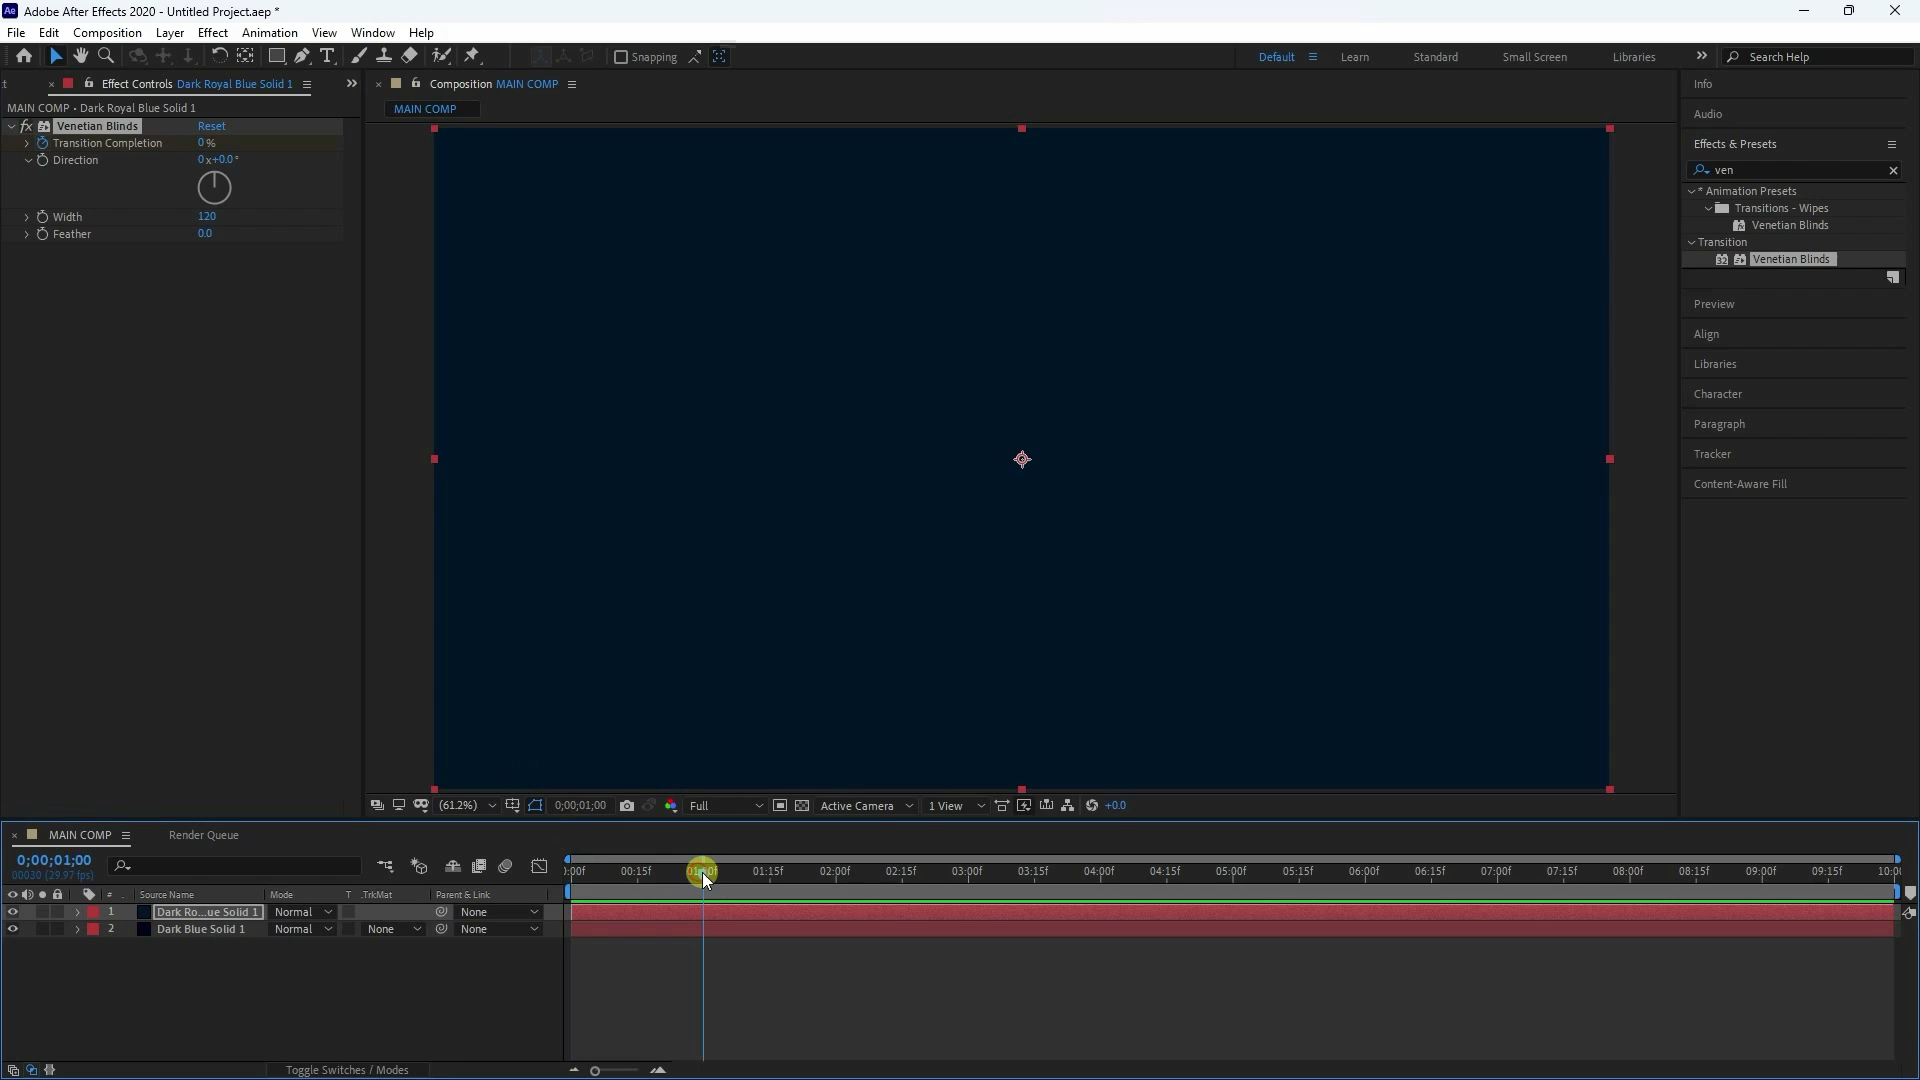 Adobe After Effects 2020 - Untitled Project.aep *
File Edit Composition Layer Effect Animation View Window Help
Snapping
Default Learn Standard Small Screen Libraries Search Help
Effect Controls Dark Royal Blue Solid 1
Composition MAIN COMP
Info
MAIN COMP • Dark Royal Blue Solid 1
MAIN COMP
Audio
fx Venetian Blinds Reset
Transition Completion 0 %
Direction 0 x+0.0 °
Width 120
Feather 0.0
Effects & Presets
ven
* Animation Presets
Transitions - Wipes
Venetian Blinds
Transition
32 Venetian Blinds
Preview
Align
Libraries
Character
Paragraph
Tracker
Content-Aware Fill
(61.2%) 0;00;01;00 Full Active Camera 1 View +0.0
MAIN COMP Render Queue
0;00;01;00
00030 (29.97 fps)
:00f 00:15f 01:00f 01:15f 02:00f 02:15f 03:00f 03:15f 04:00f 04:15f 05:00f 05:15f 06:00f 06:15f 07:00f 07:15f 08:00f 08:15f 09:00f 09:15f 10:0
# Source Name Mode T .TrkMat Parent & Link
1 Dark Ro...ue Solid 1 Normal None
2 Dark Blue Solid 1 Normal None None
Toggle Switches / Modes